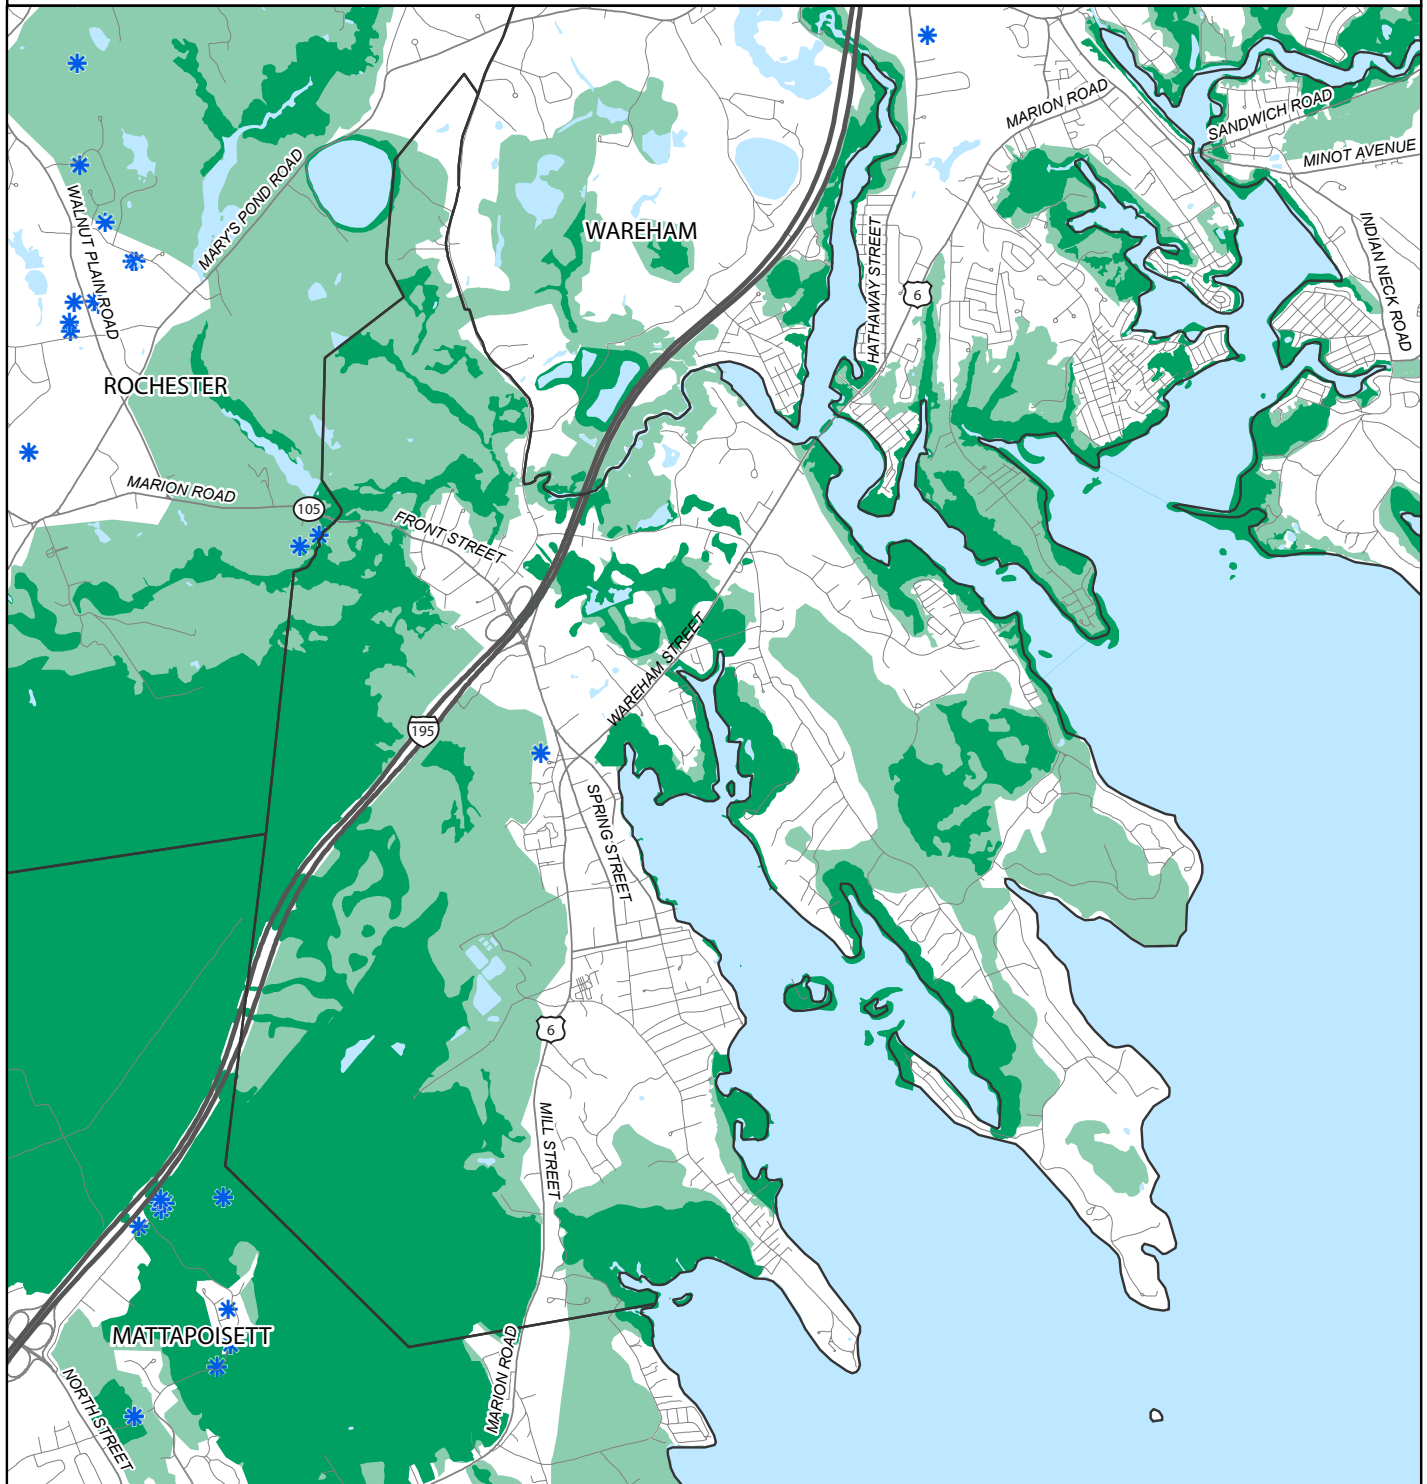 MARION ROAD
SANDWICH ROAD
MINOT AVENUE
WALNUT PLAIN ROAD
MARY'S POND ROAD
WAREHAM
HATHAWAY STREET
INDIAN NECK ROAD
6
ROCHESTER
MARION ROAD
105
FRONT STREET
WAREHAM STREET
195
SPRING STREET
6
MILL STREET
MATTAPOISETT
NORTH STREET
MARION ROAD